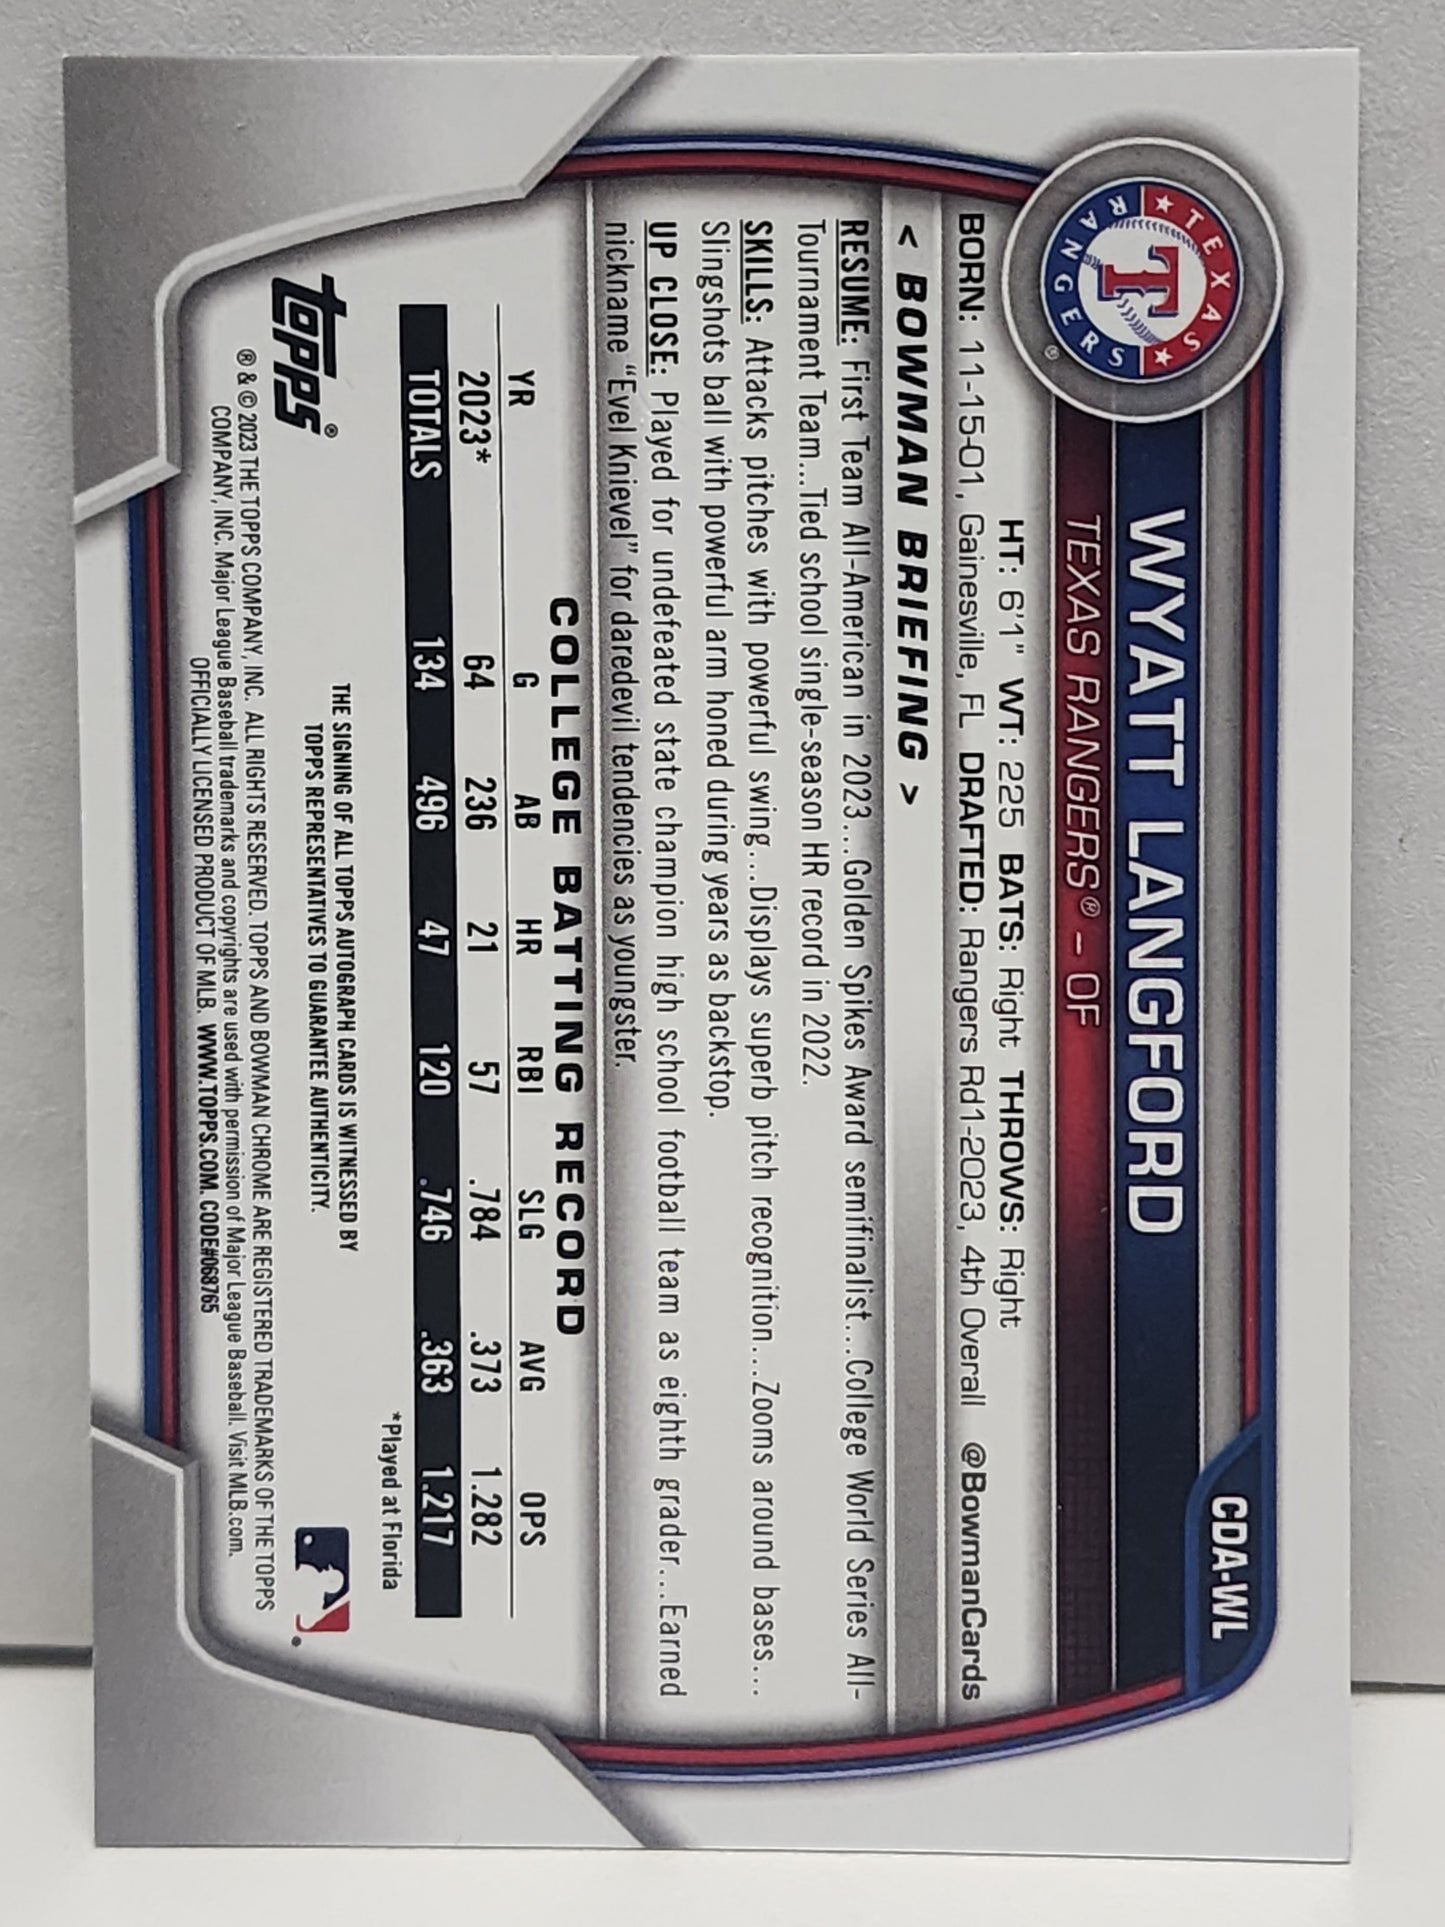 CDA-WL
WYATT LANGFORD
TEXAS RANGERS® – OF
TEXAS
T
RANGERS
®
HT: 6'1" WT: 225 BATS: Right THROWS: Right
BORN: 11-15-01, Gainesville, FL DRAFTED: Rangers Rd1-2023, 4th Overall @BowmanCards
< BOWMAN BRIEFING >
RESUME: First Team All-American in 2023...Golden Spikes Award semifinalist...College World Series All-
Tournament Team...Tied school single-season HR record in 2022.
SKILLS: Attacks pitches with powerful swing...Displays superb pitch recognition...Zooms around bases...
Slingshots ball with powerful arm honed during years as backstop.
UP CLOSE: Played for undefeated state champion high school football team as eighth grader...Earned
nickname “Evel Knievel” for daredevil tendencies as youngster.
COLLEGE BATTING RECORD
YR G AB HR RBI SLG AVG OPS
2023* 64 236 21 57 .784 .373 1.282
TOTALS 134 496 47 120 .746 .363 1.217
*Played at Florida
THE SIGNING OF ALL TOPPS AUTOGRAPH CARDS IS WITNESSED BY
TOPPS REPRESENTATIVES TO GUARANTEE AUTHENTICITY.
topps®
® & © 2023 THE TOPPS COMPANY, INC. ALL RIGHTS RESERVED. TOPPS AND BOWMAN CHROME ARE REGISTERED TRADEMARKS OF THE TOPPS
COMPANY, INC. Major League Baseball trademarks and copyrights are used with permission of Major League Baseball. Visit MLB.com.
OFFICIALLY LICENSED PRODUCT OF MLB. WWW.TOPPS.COM. CODE#068765